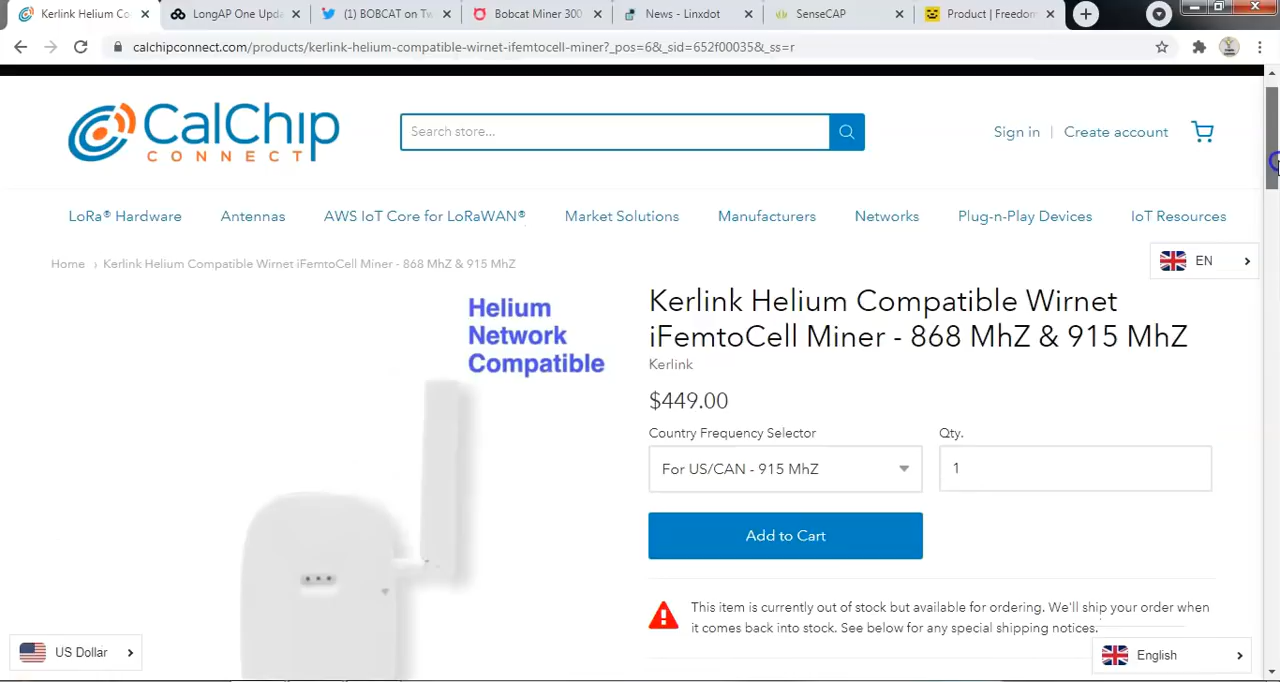 Kerlink Helium Co
LongAP One Upda
(1) BOBCAT on Tw
Bobcat Miner 300
News - Linxdot
SenseCAP
Product | Freedom
calchipconnect.com/products/kerlink-helium-compatible-wirnet-ifemtocell-miner?_pos=6&_sid=652f00035&_ss=r
CalChip
CONNECT
Search store...
Sign in | Create account
LoRa® Hardware
Antennas
AWS IoT Core for LoRaWAN®
Market Solutions
Manufacturers
Networks
Plug-n-Play Devices
IoT Resources
Home › Kerlink Helium Compatible Wirnet iFemtoCell Miner - 868 MhZ & 915 MhZ
EN
Helium
Network
Compatible
Kerlink Helium Compatible Wirnet
iFemtoCell Miner - 868 MhZ & 915 MhZ
Kerlink
$449.00
Country Frequency Selector
Qty.
For US/CAN - 915 MhZ
1
Add to Cart
This item is currently out of stock but available for ordering. We'll ship your order when
it comes back into stock. See below for any special shipping notices.
US Dollar
English